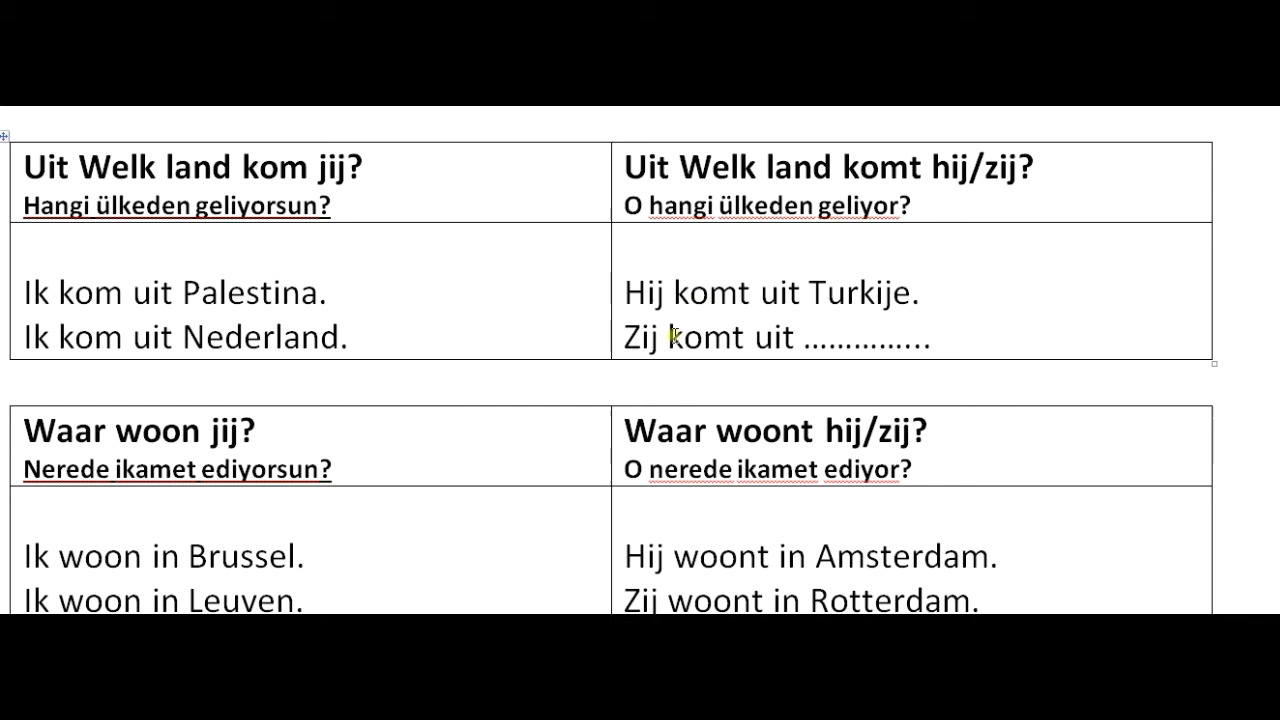 Uit Welk land kom jij?
Hangi ülkeden geliyorsun?
Uit Welk land komt hij/zij?
O hangi ülkeden geliyor?
Ik kom uit Palestina.
Ik kom uit Nederland.
Hij komt uit Turkije.
Zij komt uit …………...
Waar woon jij?
Nerede ikamet ediyorsun?
Waar woont hij/zij?
O nerede ikamet ediyor?
Ik woon in Brussel.
Ik woon in Leuven.
Hij woont in Amsterdam.
Zij woont in Rotterdam.